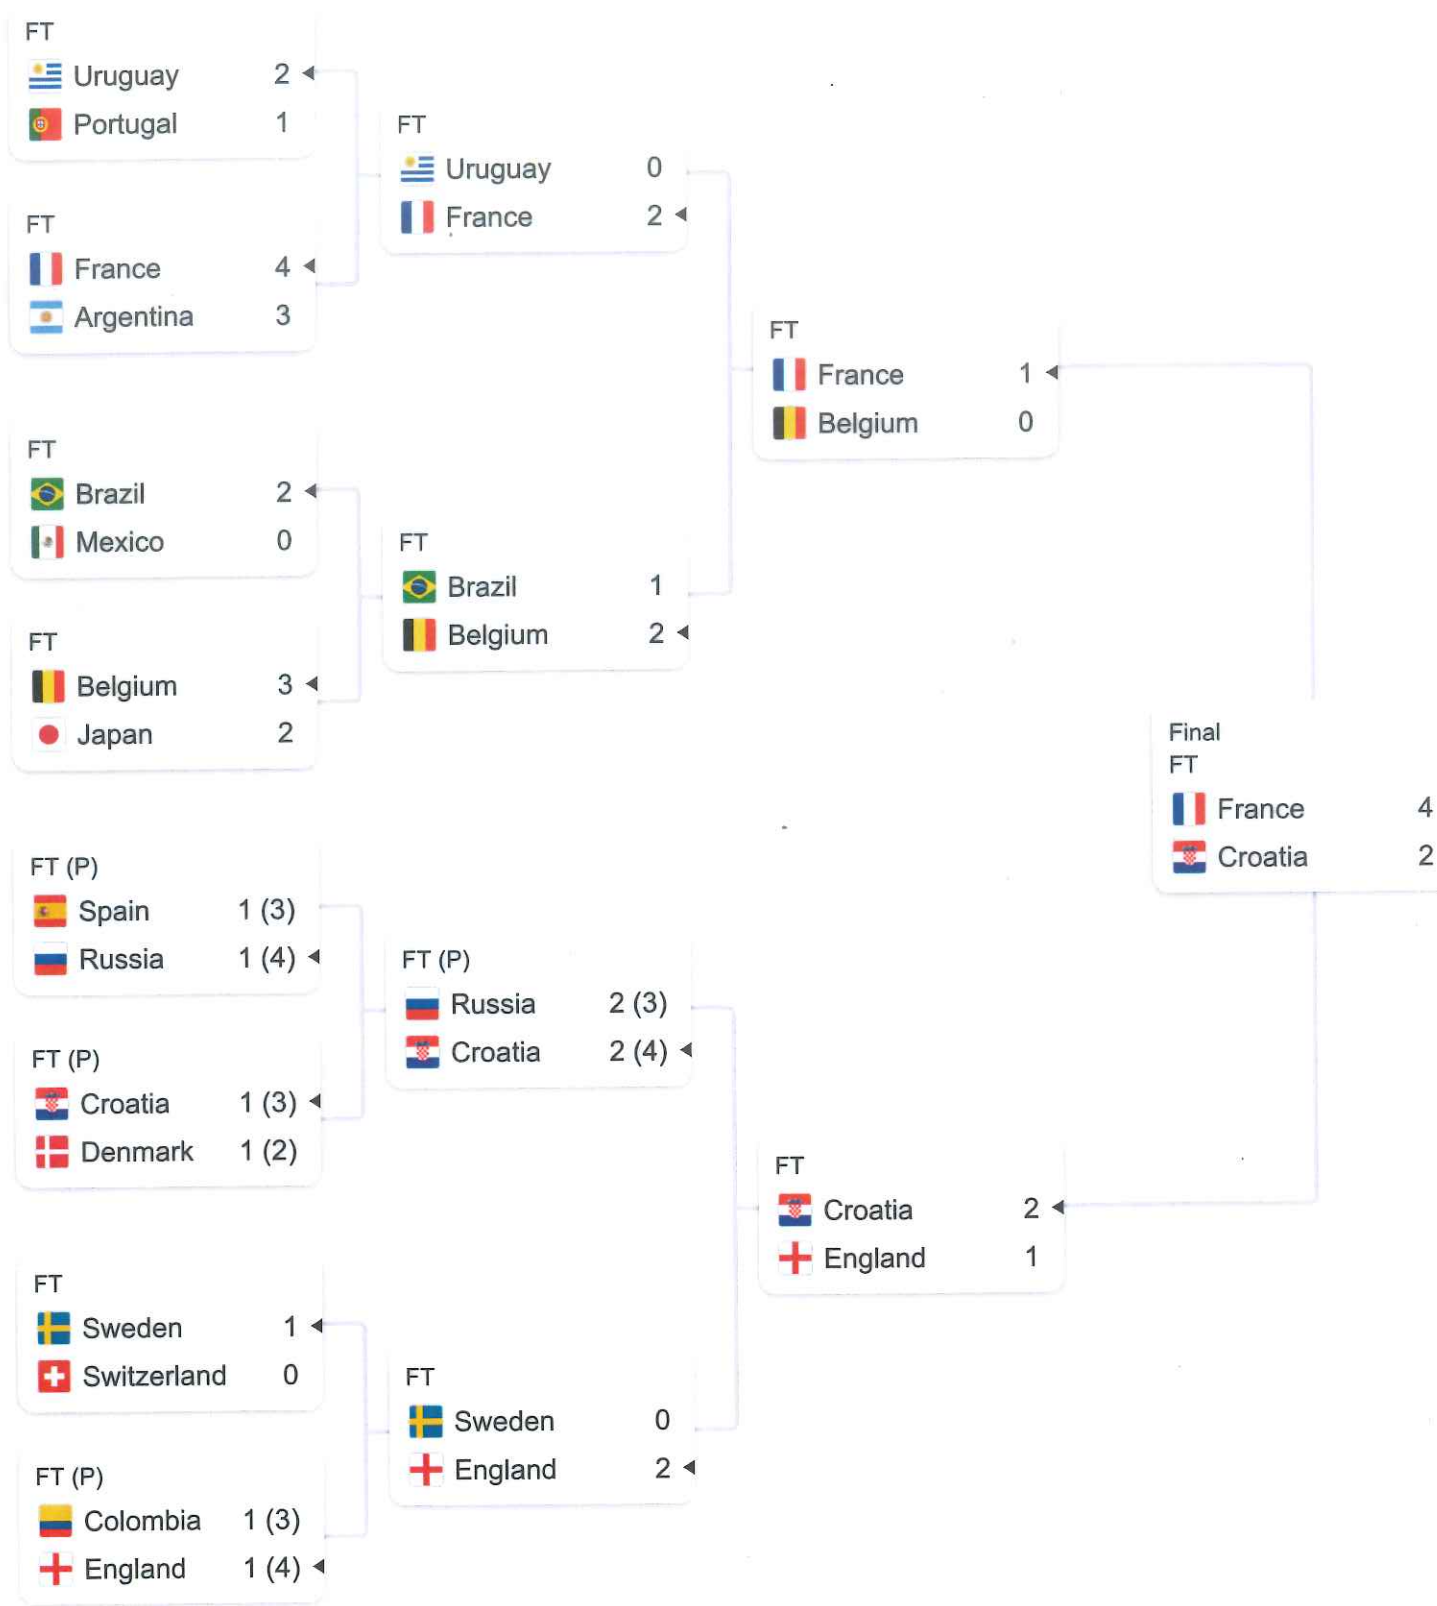 FT
Uruguay 2
Portugal 1
FT
France 4
Argentina 3
FT
Brazil 2
Mexico 0
FT
Belgium 3
Japan 2
FT (P)
Spain 1 (3)
Russia 1 (4)
FT (P)
Croatia 1 (3)
Denmark 1 (2)
FT
Sweden 1
Switzerland 0
FT (P)
Colombia 1 (3)
England 1 (4)
FT
Uruguay 0
France 2
FT
Brazil 1
Belgium 2
FT (P)
Russia 2 (3)
Croatia 2 (4)
FT
Sweden 0
England 2
FT
France 1
Belgium 0
FT
Croatia 2
England 1
Final
FT
France 4
Croatia 2